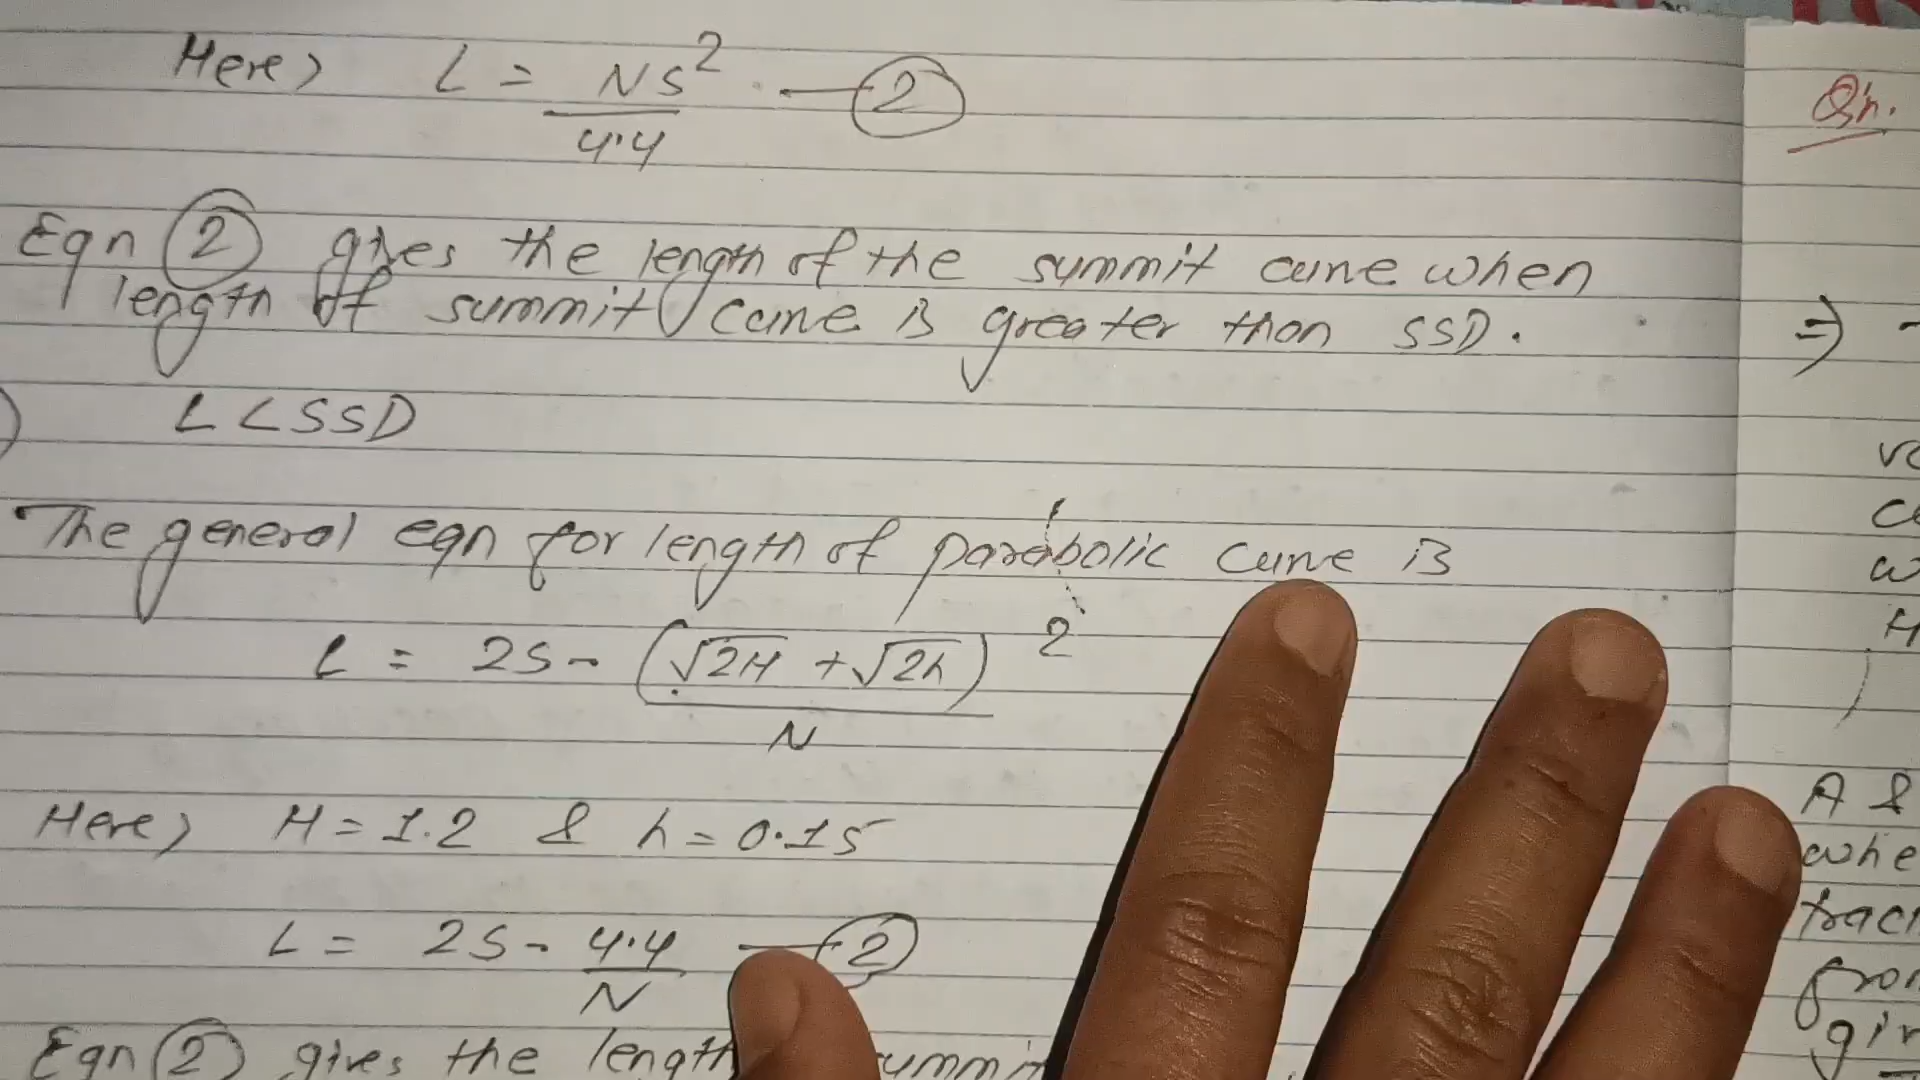 Here, L = NS² — ②
4.4
Eqn ② gives the length of the summit curve when
length of summit curve is greater than SSD.
L < SSD
The general eqn for length of parabolic curve is
L = 2S - (√2H + √2h)²
N
Here, H = 1.2 & h = 0.15
L = 2S - 4.4 — ②
N
Eqn ② gives the length
Q'n.
⇒
A &